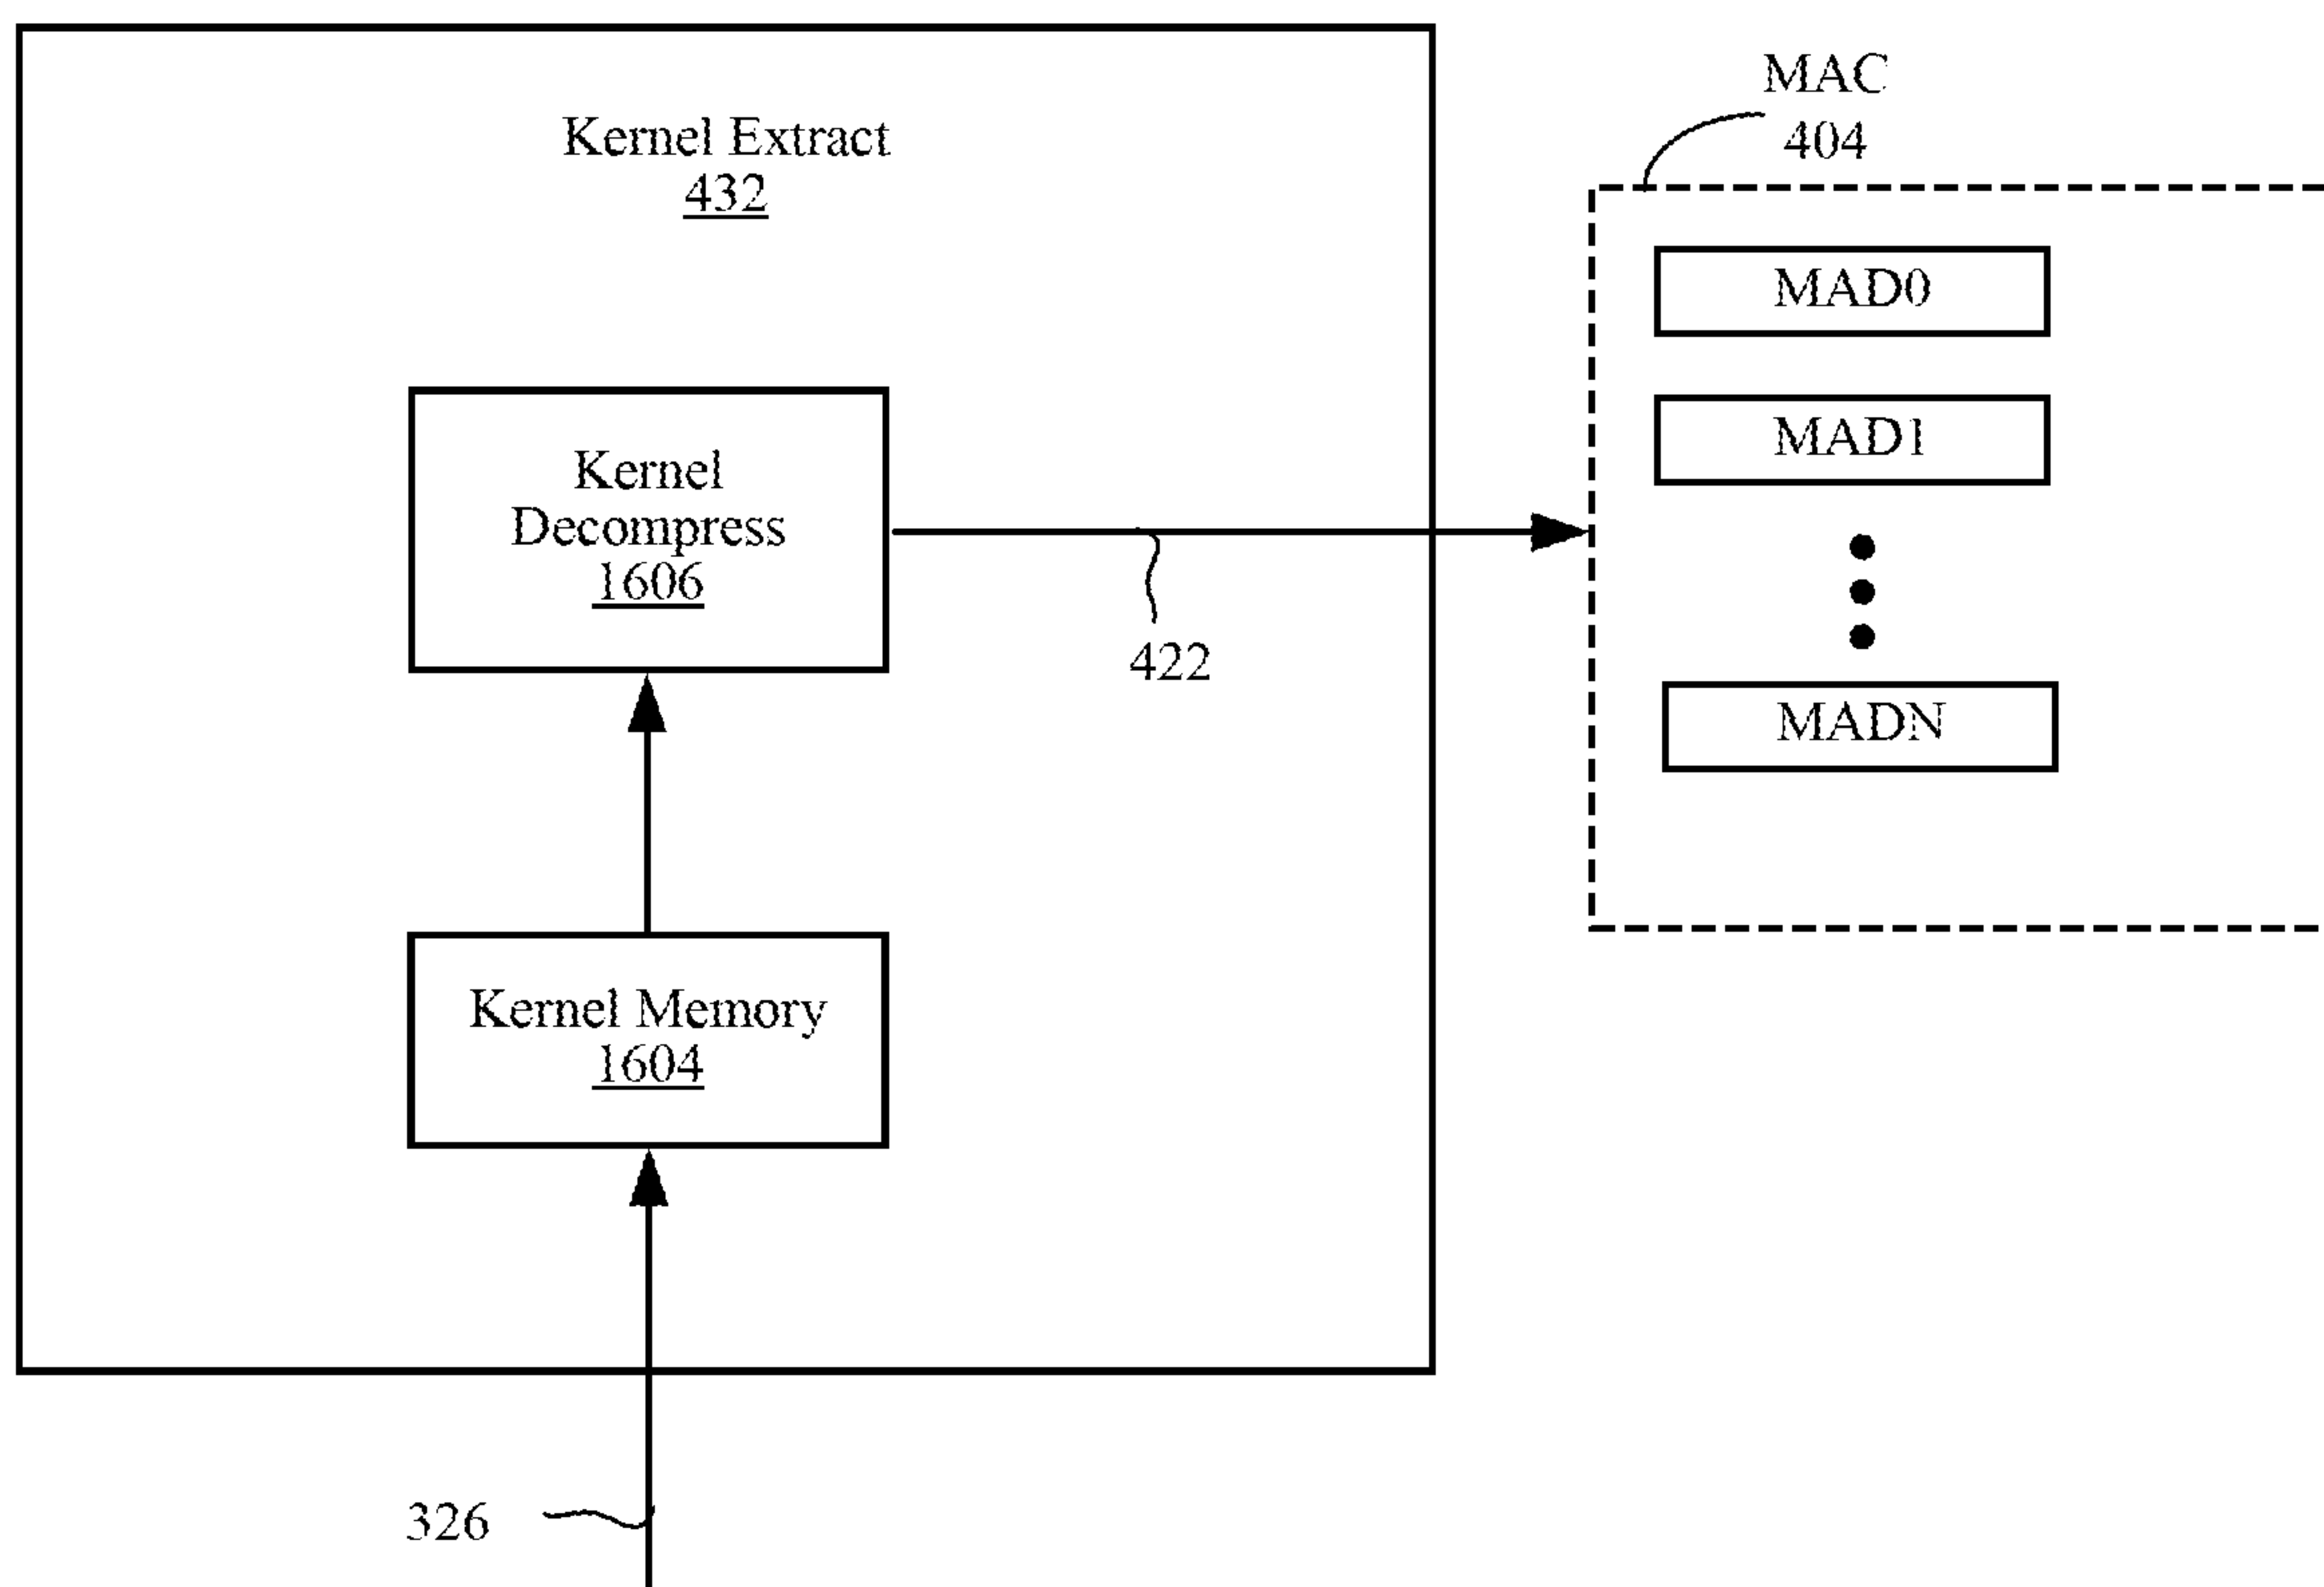 Kernel Extract
432
MAC
404
MAD0
MAD1
MADN
Kernel
Decompress
1606
422
Kernel Memory
1604
326